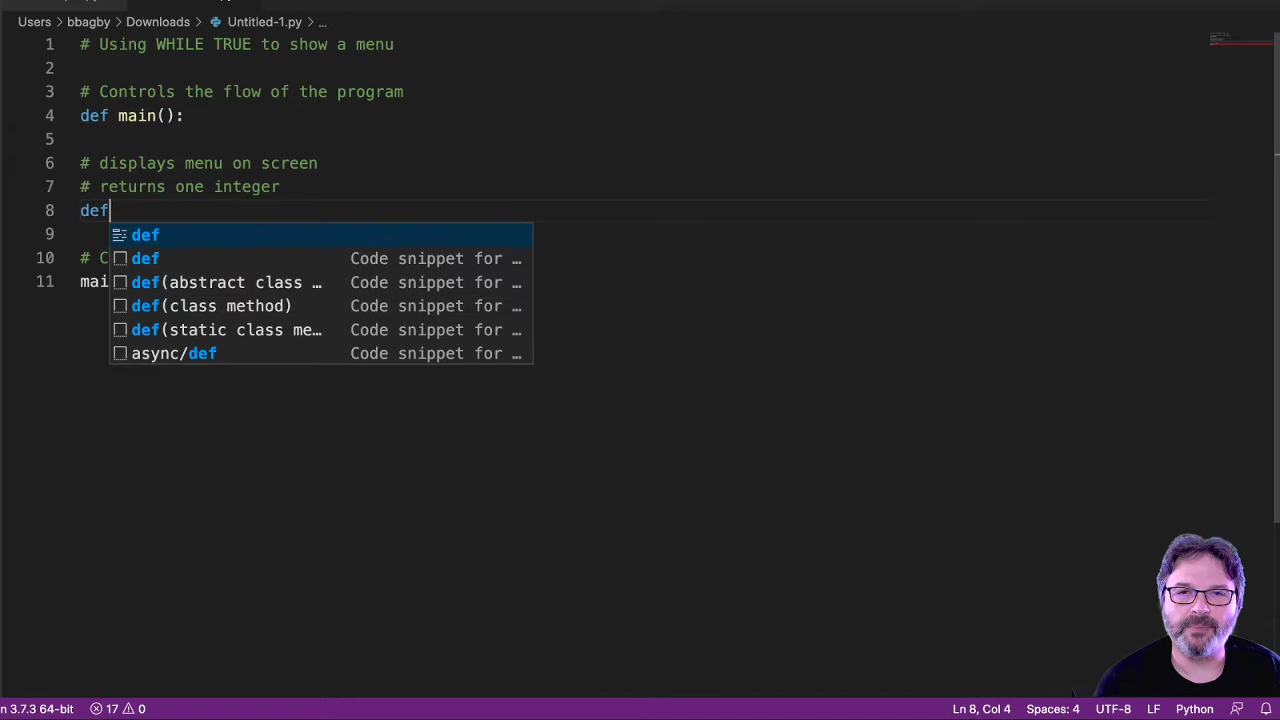 Users > bbagby > Downloads > Untitled-1.py > ...
1 # Using WHILE TRUE to show a menu
2
3 # Controls the flow of the program
4 def main():
5
6 # displays menu on screen
7 # returns one integer
8 def
def
9
def Code snippet for …
10 # C
def(abstract class … Code snippet for …
11 mai
def(class method) Code snippet for …
def(static class me… Code snippet for …
async/def Code snippet for …
n 3.7.3 64-bit 17 0 Ln 8, Col 4 Spaces: 4 UTF-8 LF Python